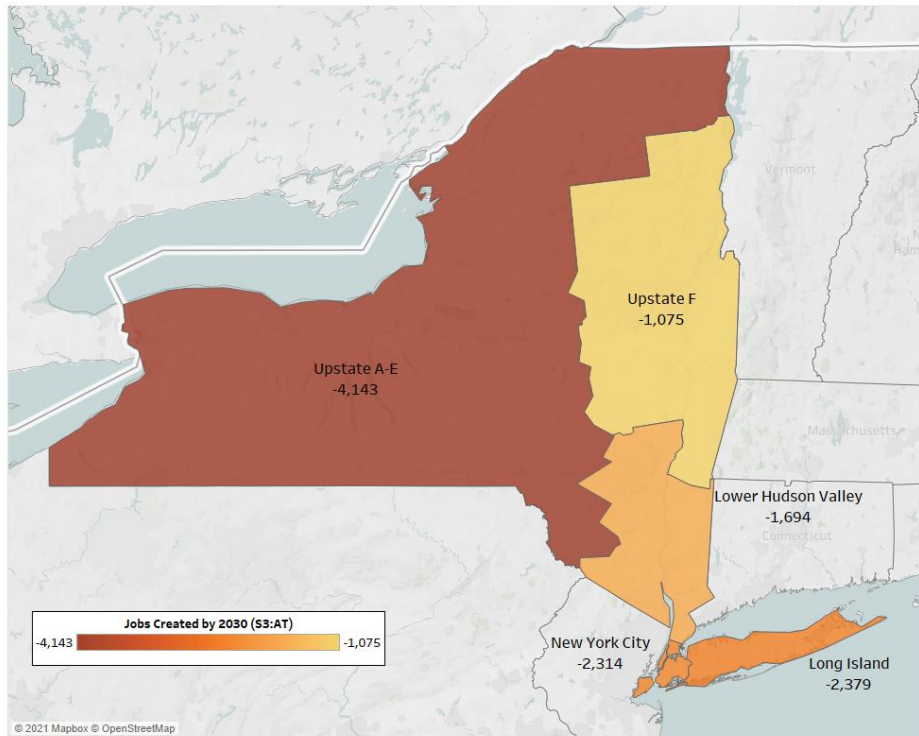 Vermont
Upstate F
-1,075
Upstate A-E
-4,143
Massachusetts
Lower Hudson Valley
-1,694
Connecticut
Jobs Created by 2030 (S3:AT)
-4,143
-1,075
New York City
-2,314
Long Island
-2,379
© 2021 Mapbox © OpenStreetMap